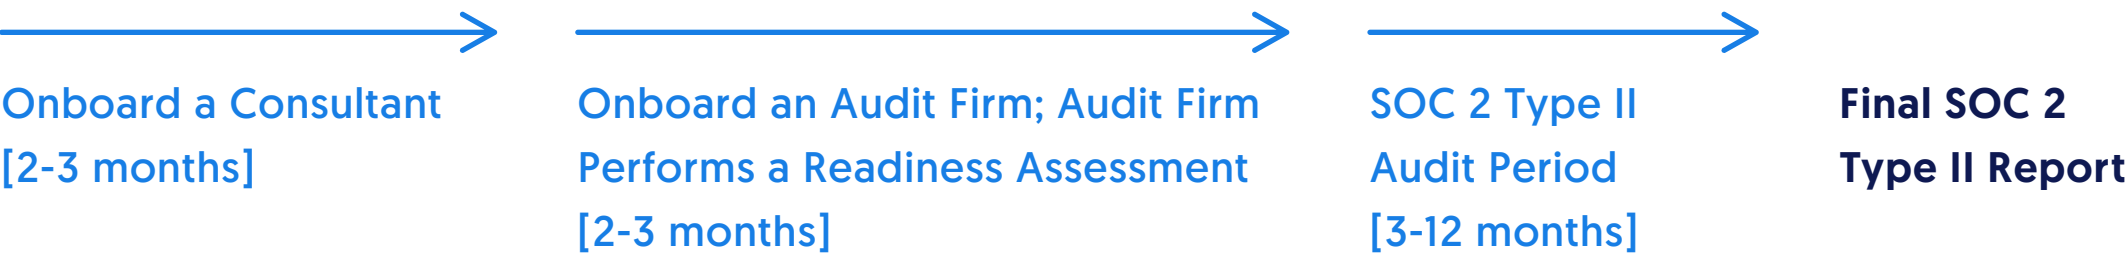 Onboard a Consultant
[2-3 months]
Onboard an Audit Firm; Audit Firm
Performs a Readiness Assessment
[2-3 months]
SOC 2 Type II
Audit Period
[3-12 months]
Final SOC 2
Type II Report